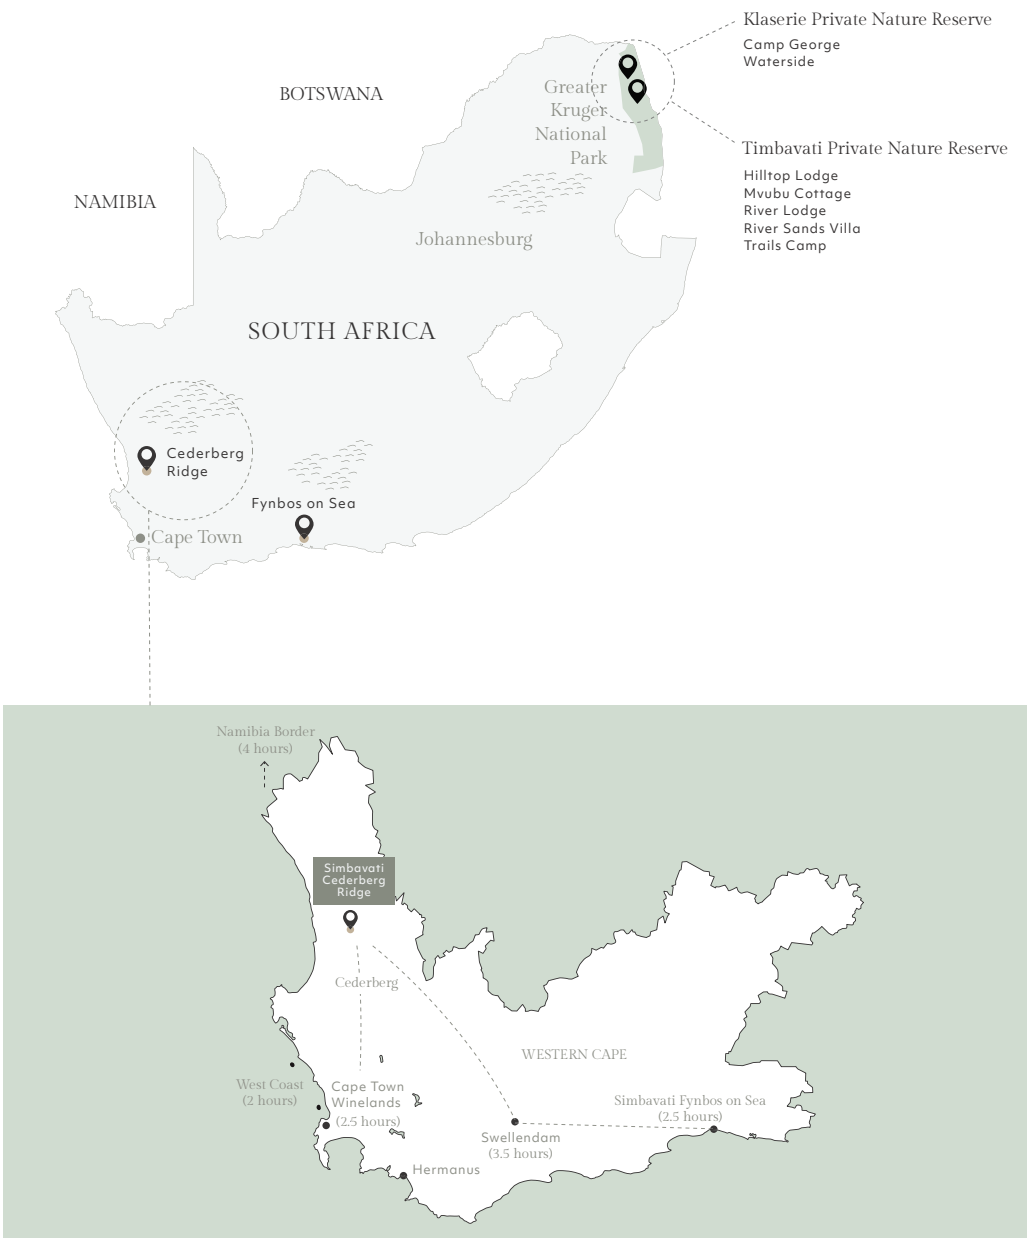 Klaserie Private Nature Reserve
Camp George
Waterside
BOTSWANA
Greater
Kruger
National
Park
Timbavati Private Nature Reserve
Hilltop Lodge
Mvubu Cottage
River Lodge
River Sands Villa
Trails Camp
NAMIBIA
Johannesburg
SOUTH AFRICA
Cederberg
Ridge
Fynbos on Sea
Cape Town
Namibia Border
(4 hours)
Simbavati
Cederberg
Ridge
Cederberg
WESTERN CAPE
West Coast
(2 hours)
Cape Town
Winelands
(2.5 hours)
Simbavati Fynbos on Sea
(2.5 hours)
Swellendam
(3.5 hours)
Hermanus